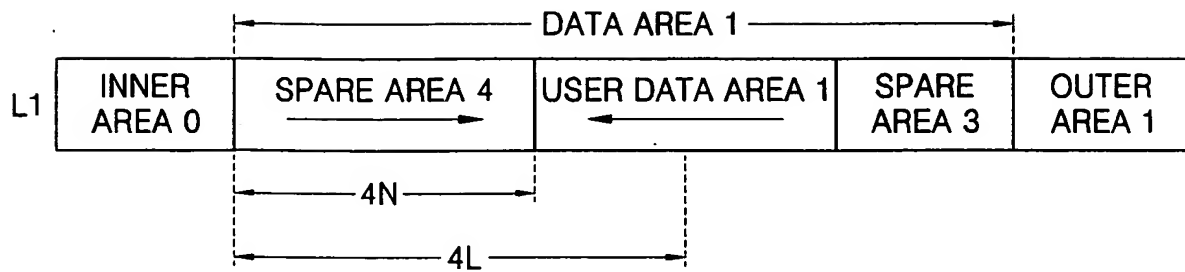 DATA AREA 1
L1
INNER
AREA 0
SPARE AREA 4
USER DATA AREA 1
SPARE
AREA 3
OUTER
AREA 1
4N
4L